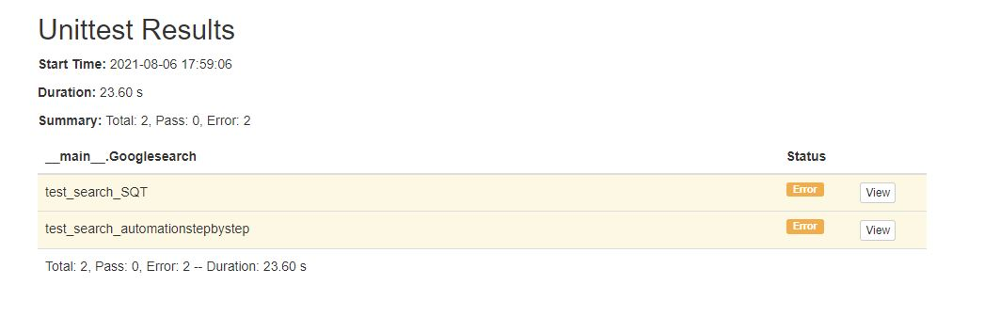 Unittest Results
Start Time: 2021-08-06 17:59:06
Duration: 23.60 s
Summary: Total: 2, Pass: 0, Error: 2
__main__.Googlesearch Status
test_search_SQT Error View
test_search_automationstepbystep Error View
Total: 2, Pass: 0, Error: 2 -- Duration: 23.60 s